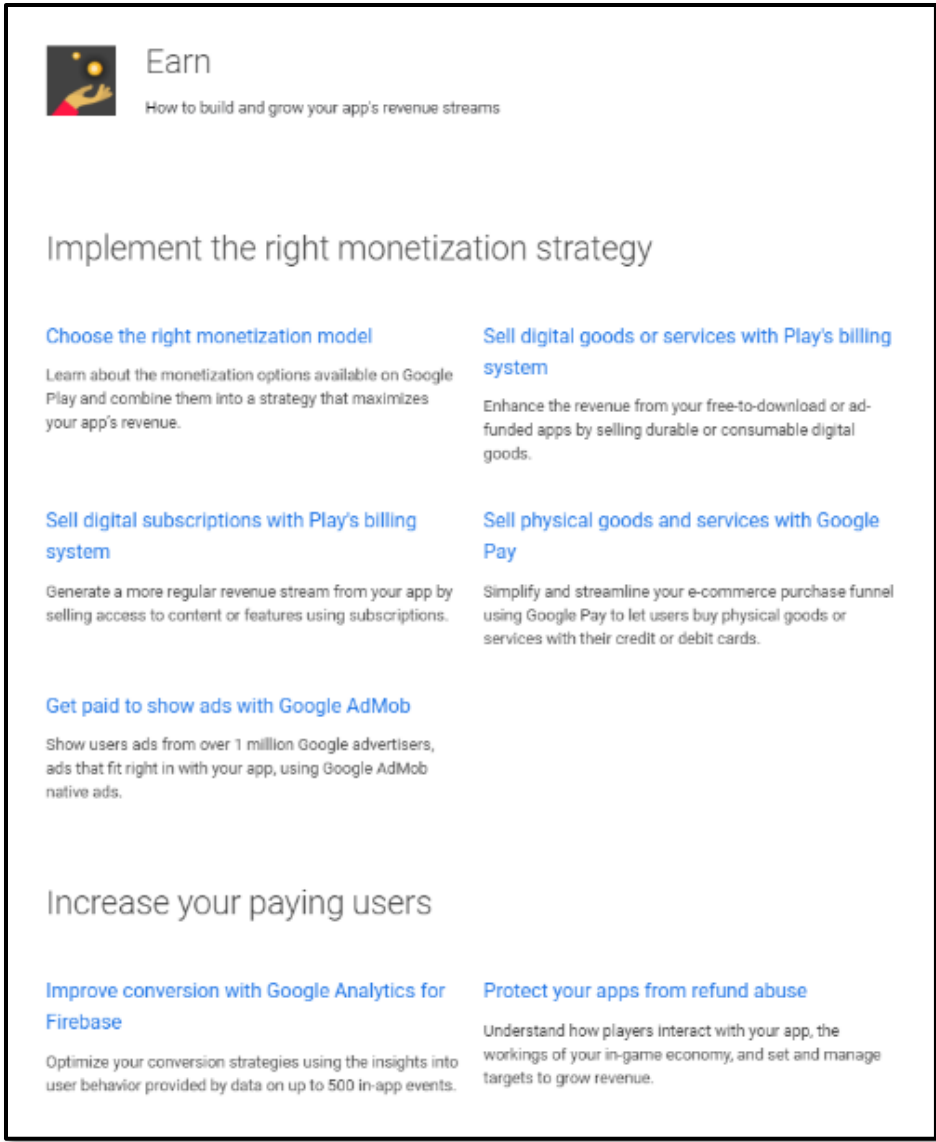 Earn
How to build and grow your app's revenue streams
Implement the right monetization strategy
Choose the right monetization model
Learn about the monetization options available on Google
Play and combine them into a strategy that maximizes
your app's revenue.
Sell digital goods or services with Play's billing
system
Enhance the revenue from your free-to-download or ad-
funded apps by selling durable or consumable digital
goods.
Sell digital subscriptions with Play's billing
system
Generate a more regular revenue stream from your app by
selling access to content or features using subscriptions.
Sell physical goods and services with Google
Pay
Simplify and streamline your e-commerce purchase funnel
using Google Pay to let users buy physical goods or
services with their credit or debit cards.
Get paid to show ads with Google AdMob
Show users ads from over 1 million Google advertisers,
ads that fit right in with your app, using Google AdMob
native ads.
Increase your paying users
Improve conversion with Google Analytics for
Firebase
Optimize your conversion strategies using the insights into
user behavior provided by data on up to 500 in-app events.
Protect your apps from refund abuse
Understand how players interact with your app, the
workings of your in-game economy, and set and manage
targets to grow revenue.